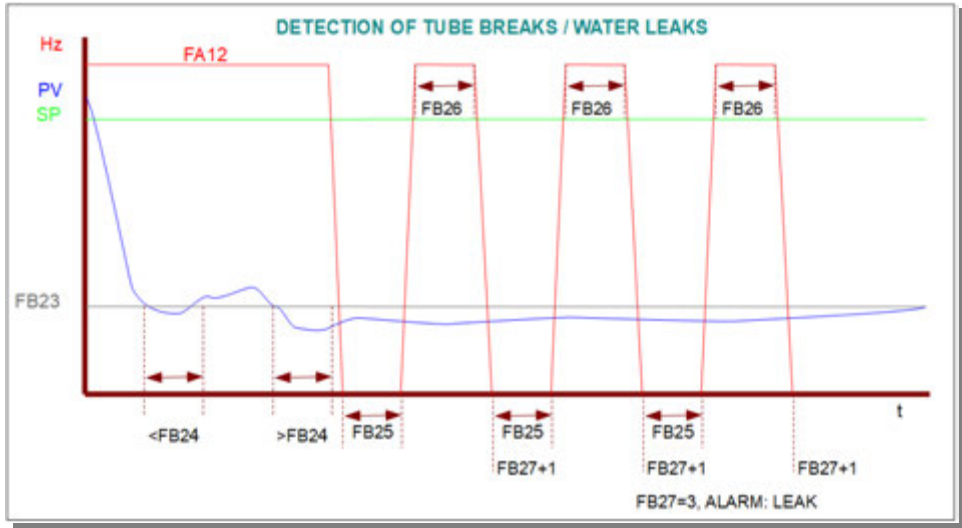 DETECTION OF TUBE BREAKS / WATER LEAKS
Hz
FA12
PV
SP
FB26
FB26
FB26
FB23
t
<FB24
>FB24
FB25
FB25
FB25
FB27+1
FB27+1
FB27+1
FB27=3, ALARM: LEAK